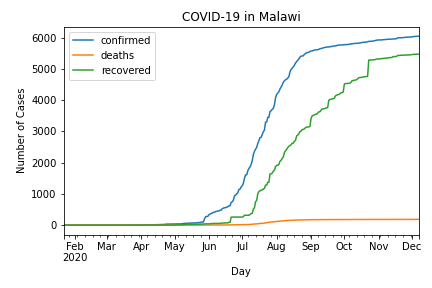 COVID-19 in Malawi
confirmed
deaths
recovered
Number of Cases
6000
5000
4000
3000
2000
1000
0
Feb Mar Apr May Jun Jul Aug Sep Oct Nov Dec
2020
Day